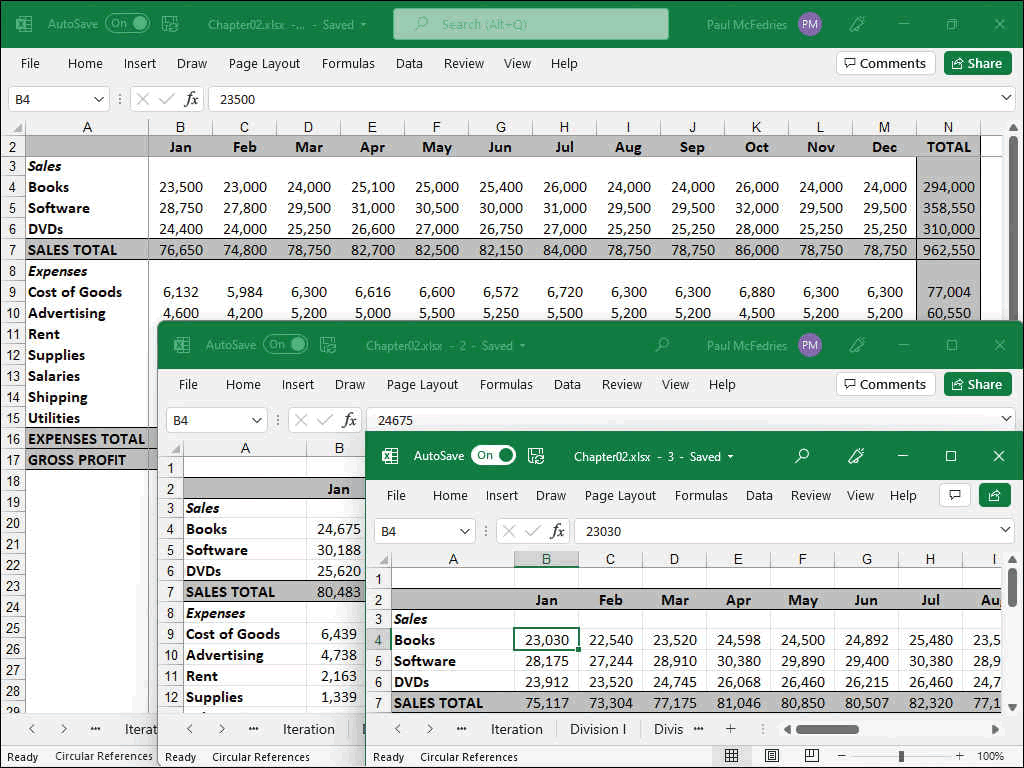 AutoSave On Chapter02.xlsx -... - Saved Search (Alt+Q) Paul McFedries PM
File Home Insert Draw Page Layout Formulas Data Review View Help Comments Share
B4 fx 23500
A B C D E F G H I J K L M N
2 Jan Feb Mar Apr May Jun Jul Aug Sep Oct Nov Dec TOTAL
3 Sales
4 Books 23,500 23,000 24,000 25,100 25,000 25,400 26,000 24,000 24,000 26,000 24,000 24,000 294,000
5 Software 28,750 27,800 29,500 31,000 30,500 30,000 31,000 29,500 29,500 32,000 29,500 29,500 358,550
6 DVDs 24,400 24,000 25,250 26,600 27,000 26,750 27,000 25,250 25,250 28,000 25,250 25,250 310,000
7 SALES TOTAL 76,650 74,800 78,750 82,700 82,500 82,150 84,000 78,750 78,750 86,000 78,750 78,750 962,550
8 Expenses
9 Cost of Goods 6,132 5,984 6,300 6,616 6,600 6,572 6,720 6,300 6,300 6,880 6,300 6,300 77,004
10 Advertising 4,600 4,200 5,200 5,000 5,500 5,250 5,500 5,200 5,200 4,500 5,200 5,200 60,550
11 Rent
12 Supplies
13 Salaries
14 Shipping
15 Utilities
16 EXPENSES TOTAL
17 GROSS PROFIT
18
19
20
21
22
23
24
25
26
27
28
29
Iterat
Ready Circular References
AutoSave On Chapter02.xlsx - 2 - Saved Paul McFedries PM
File Home Insert Draw Page Layout Formulas Data Review View Help Comments Share
B4 fx 24675
A B
1
2 Jan
3 Sales
4 Books 24,675
5 Software 30,188
6 DVDs 25,620
7 SALES TOTAL 80,483
8 Expenses
9 Cost of Goods 6,439
10 Advertising 4,738
11 Rent 2,163
12 Supplies 1,339
Iteration
Ready Circular References
AutoSave On Chapter02.xlsx - 3 - Saved
File Home Insert Draw Page Layout Formulas Data Review View Help
B4 fx 23030
A B C D E F G H I
1
2 Jan Feb Mar Apr May Jun Jul Au
3 Sales
4 Books 23,030 22,540 23,520 24,598 24,500 24,892 25,480 23,5
5 Software 28,175 27,244 28,910 30,380 29,890 29,400 30,380 28,9
6 DVDs 23,912 23,520 24,745 26,068 26,460 26,215 26,460 24,7
7 SALES TOTAL 75,117 73,304 77,175 81,046 80,850 80,507 82,320 77,1
Iteration Division I Divis
Ready Circular References 100%